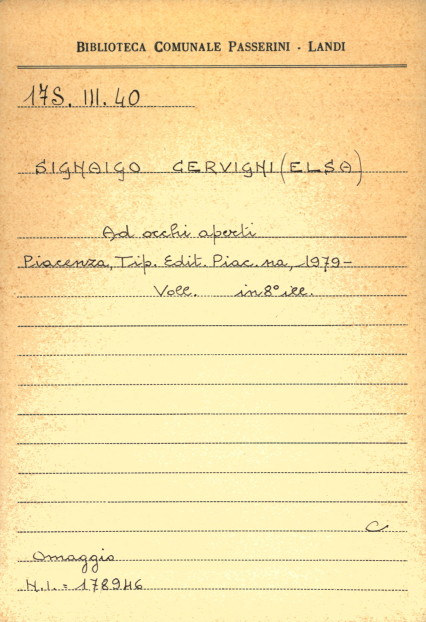 BIBLIOTECA COMUNALE PASSERINI - LANDI
17S. III. 40
SIGNAIGO CERVIGNI (ELSA)
Ad occhi aperti
Piacenza, Tip. Edit. Piac.na, 1979-
Voll. in 8° ill.
C
Omaggio
N.I. = 178946